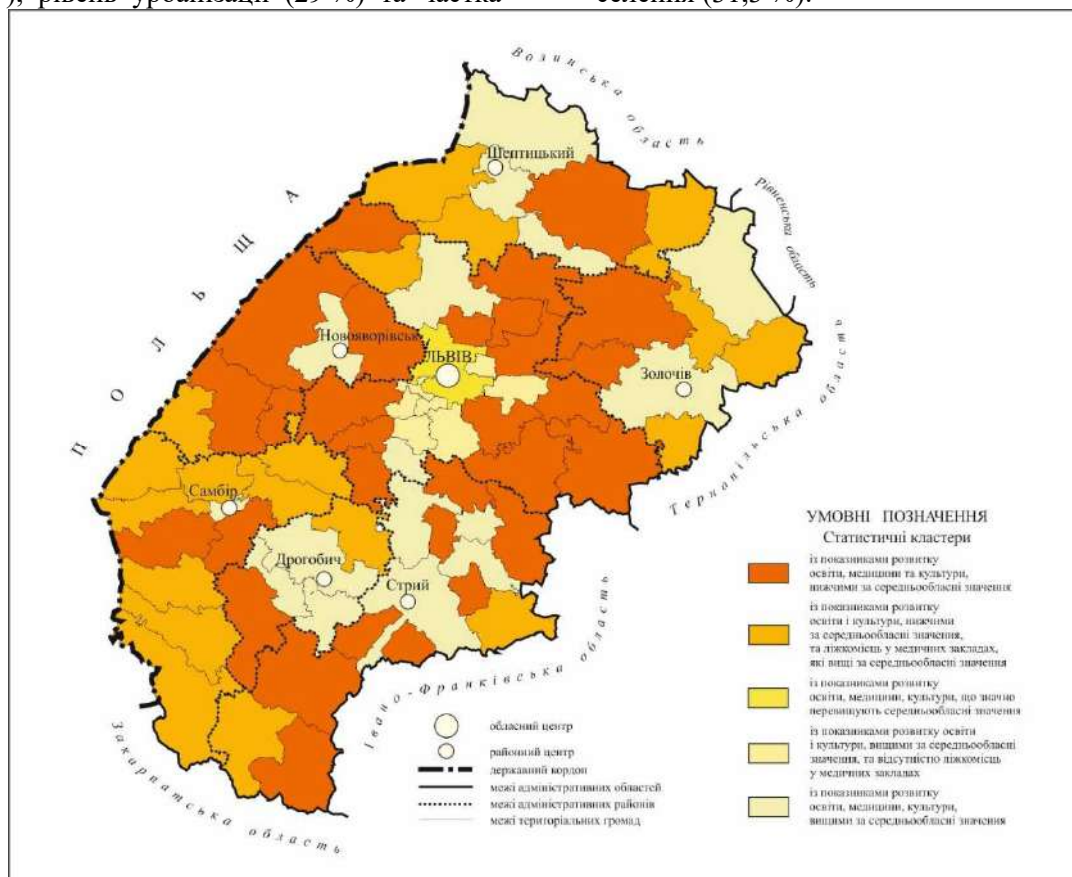 ), рівень урбанізації (29 %) та частка
селення (31,3 %).
Волинська область
Рівненська область
ПОЛЬЩА
Шептицький
Новояворівськ
ЛЬВІВ
Золочів
Тернопільська область
Самбір
Дрогобич
Стрий
Івано-Франківська область
Закарпатська область
обласний центр
районний центр
державний кордон
межі адміністративних областей
межі адміністративних районів
межі територіальних громад
УМОВНІ ПОЗНАЧЕННЯ
Статистичні кластери
із показниками розвитку
освіти, медицини та культури,
нижчими за середньообласні значення
із показниками розвитку
освіти і культури, нижчими
за середньообласні значення,
та ліжкомісць у медичних закладах,
які вищі за середньообласні значення
із показниками розвитку
освіти, медицини, культури, що значно
перевищують середньообласні значення
із показниками розвитку освіти
і культури, вищими за середньообласні
значення, та відсутністю ліжкомісць
у медичних закладах
із показниками розвитку
освіти, медицини, культури,
вищими за середньообласні значення